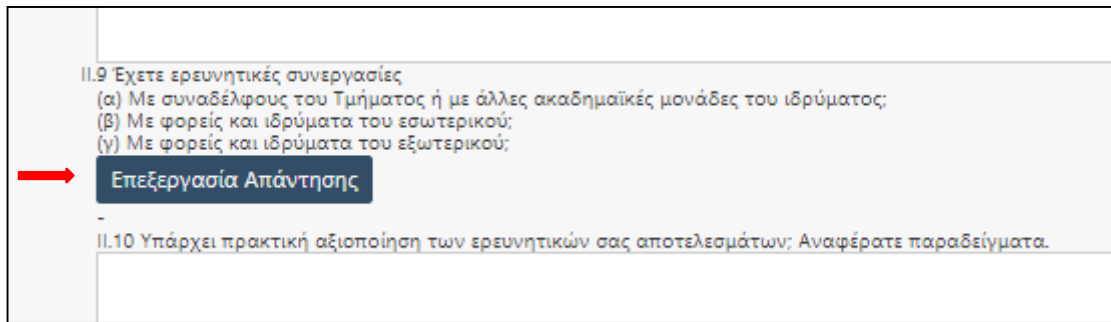 II.9 Έχετε ερευνητικές συνεργασίες
(α) Με συναδέλφους του Τμήματος ή με άλλες ακαδημαϊκές μονάδες του ιδρύματος;
(β) Με φορείς και ιδρύματα του εσωτερικού;
(γ) Με φορείς και ιδρύματα του εξωτερικού;
Επεξεργασία Απάντησης
-
II.10 Υπάρχει πρακτική αξιοποίηση των ερευνητικών σας αποτελεσμάτων; Αναφέρατε παραδείγματα.